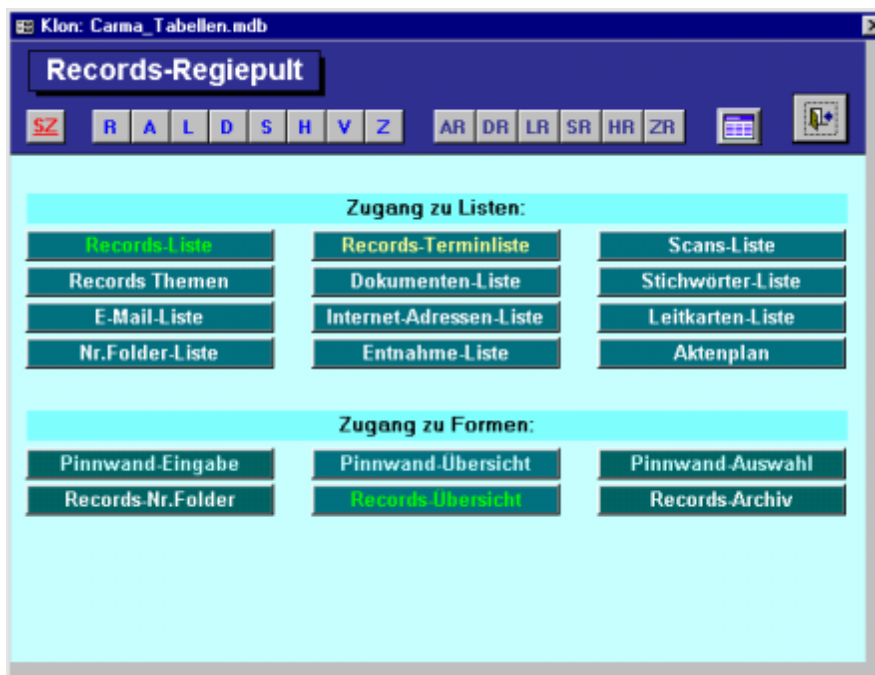 Klon: Carma_Tabellen.mdb
Records-Regiepult
SZ R A L D S H V Z AR DR LR SR HR ZR
Zugang zu Listen:
Records-Liste Records-Terminliste Scans-Liste
Records Themen Dokumenten-Liste Stichwörter-Liste
E-Mail-Liste Internet-Adressen-Liste Leitkarten-Liste
Nr.Folder-Liste Entnahme-Liste Aktenplan
Zugang zu Formen:
Pinnwand-Eingabe Pinnwand-Übersicht Pinnwand-Auswahl
Records-Nr.Folder Records-Übersicht Records-Archiv